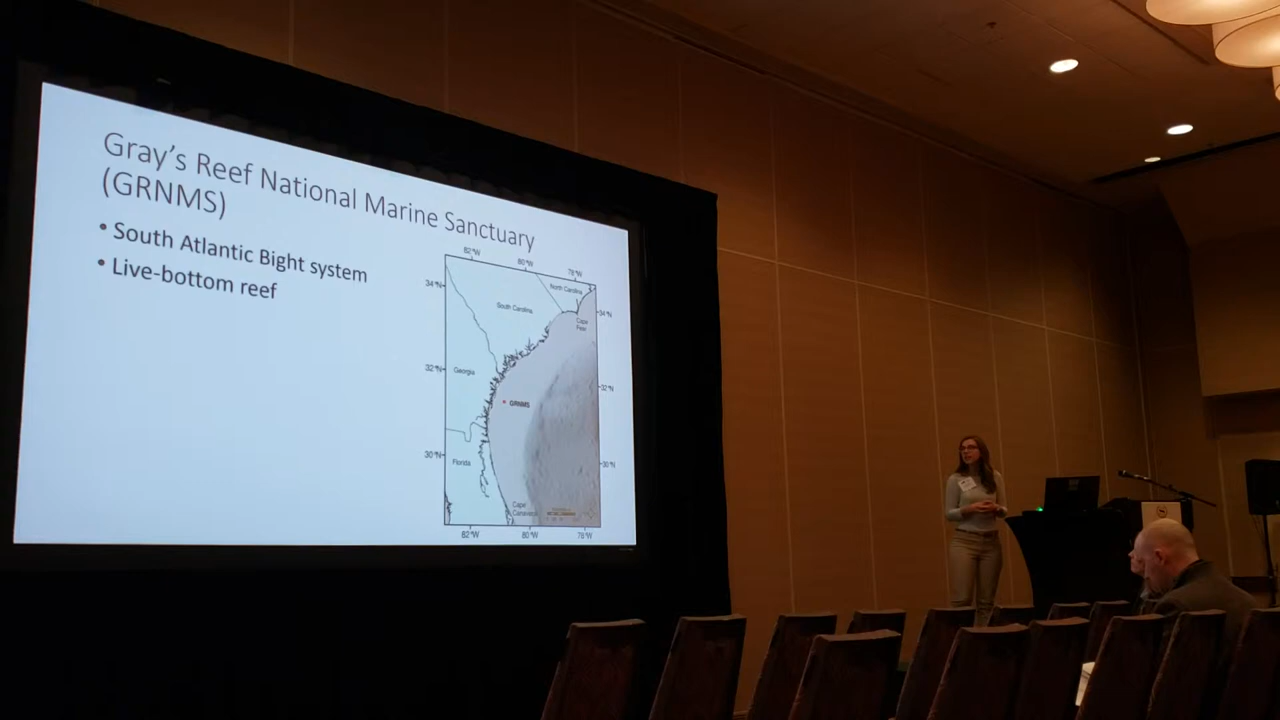 Gray's Reef National Marine Sanctuary
(GRNMS)
• South Atlantic Bight system
• Live-bottom reef
82°W
80°W
78°W
34°N
North Carolina
South Carolina
34°N
Cape
Fear
32°N
Georgia
32°N
GRNMS
30°N
Florida
30°N
Cape
Canaveral
82°W
80°W
78°W